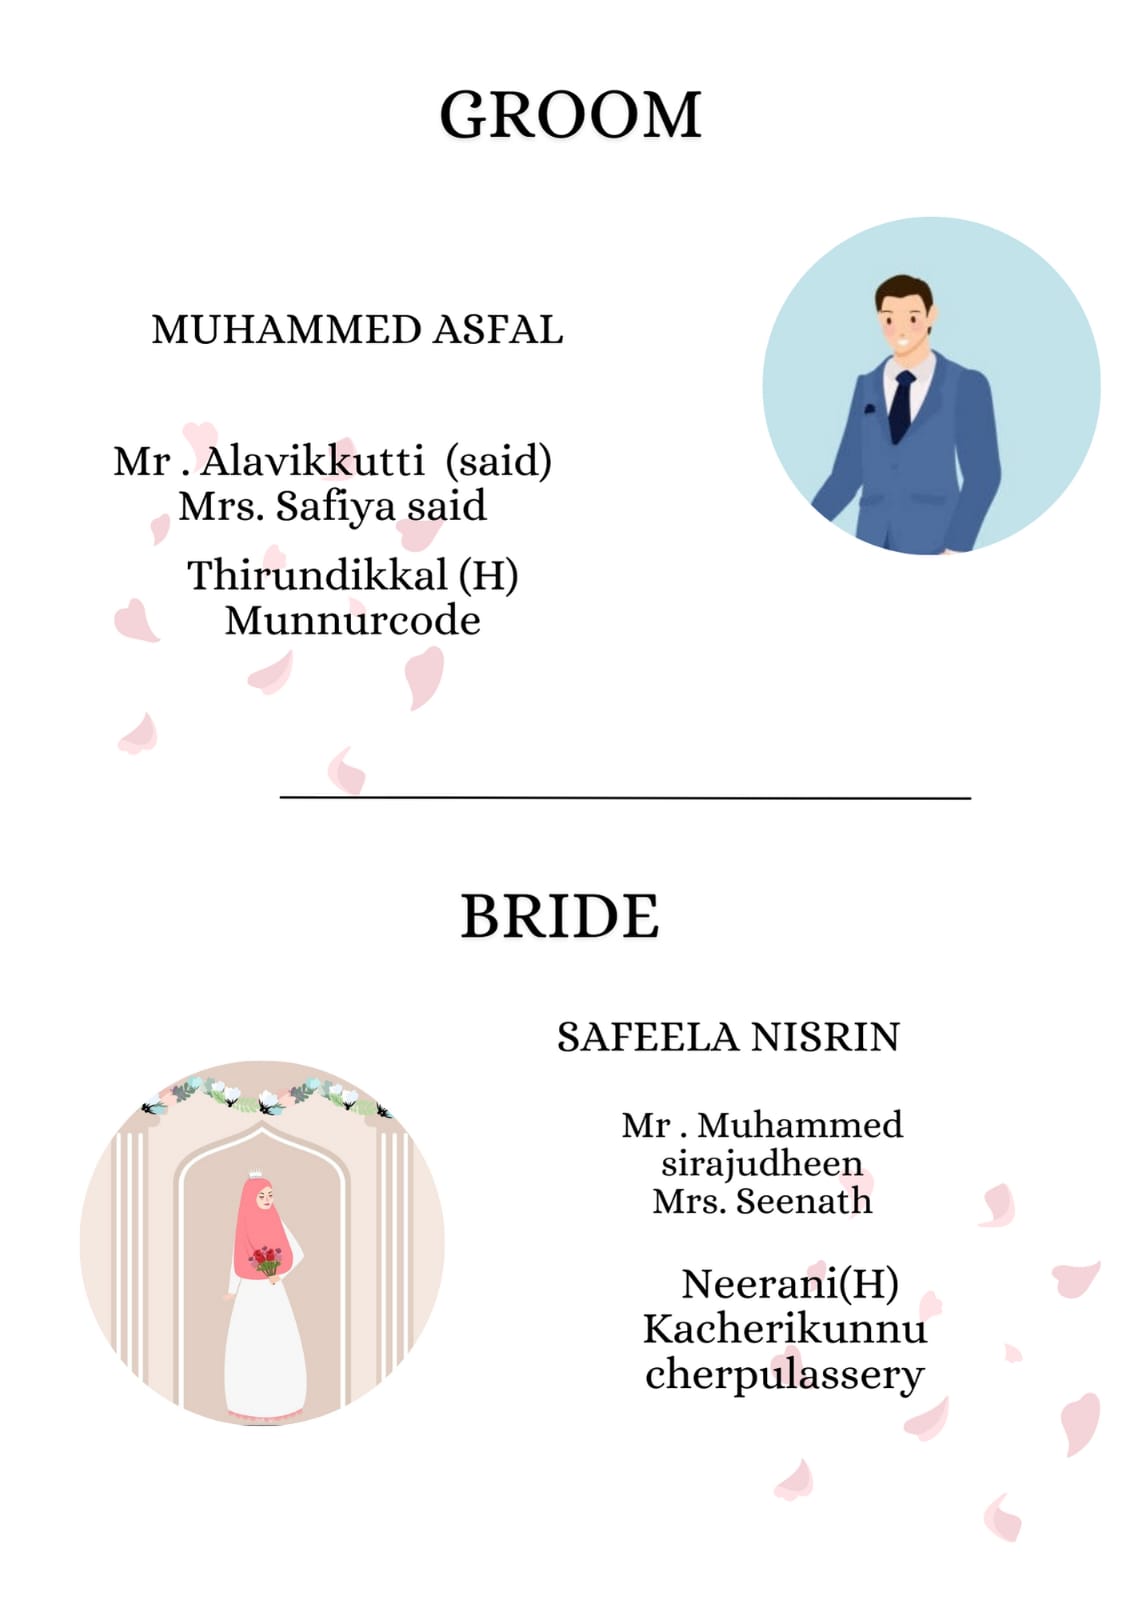 GROOM
MUHAMMED ASFAL
Mr . Alavikkutti (said)
Mrs. Safiya said
Thirundikkal (H)
Munnurcode
BRIDE
SAFEELA NISRIN
Mr . Muhammed
sirajudheen
Mrs. Seenath
Neerani(H)
Kacherikunnu
cherpulassery